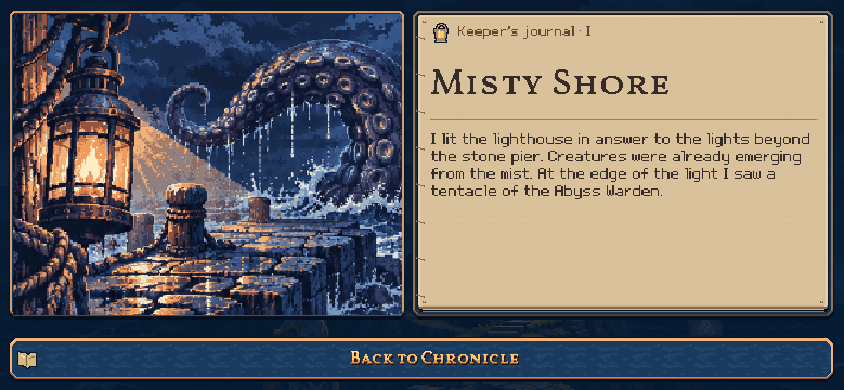 Keeper's journal · I
Misty Shore
I lit the lighthouse in answer to the lights beyond
the stone pier. Creatures were already emerging
from the mist. At the edge of the light I saw a
tentacle of the Abyss Warden.
Back to Chronicle